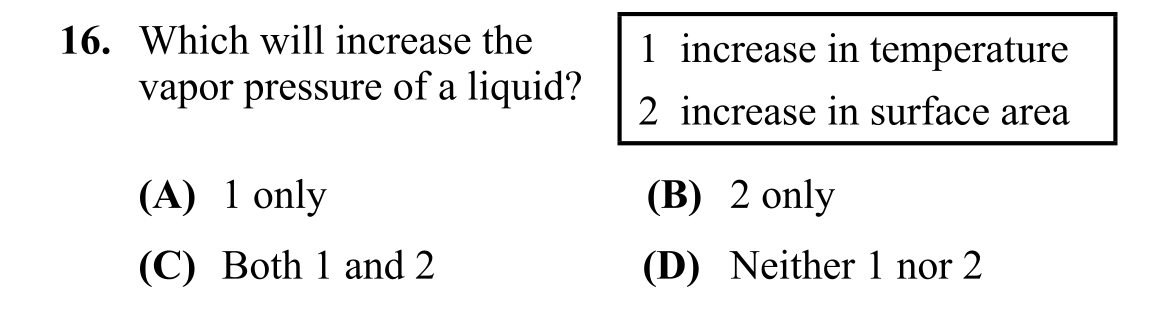 16. Which will increase the
vapor pressure of a liquid?
1 increase in temperature
2 increase in surface area
(A) 1 only
(B) 2 only
(C) Both 1 and 2
(D) Neither 1 nor 2